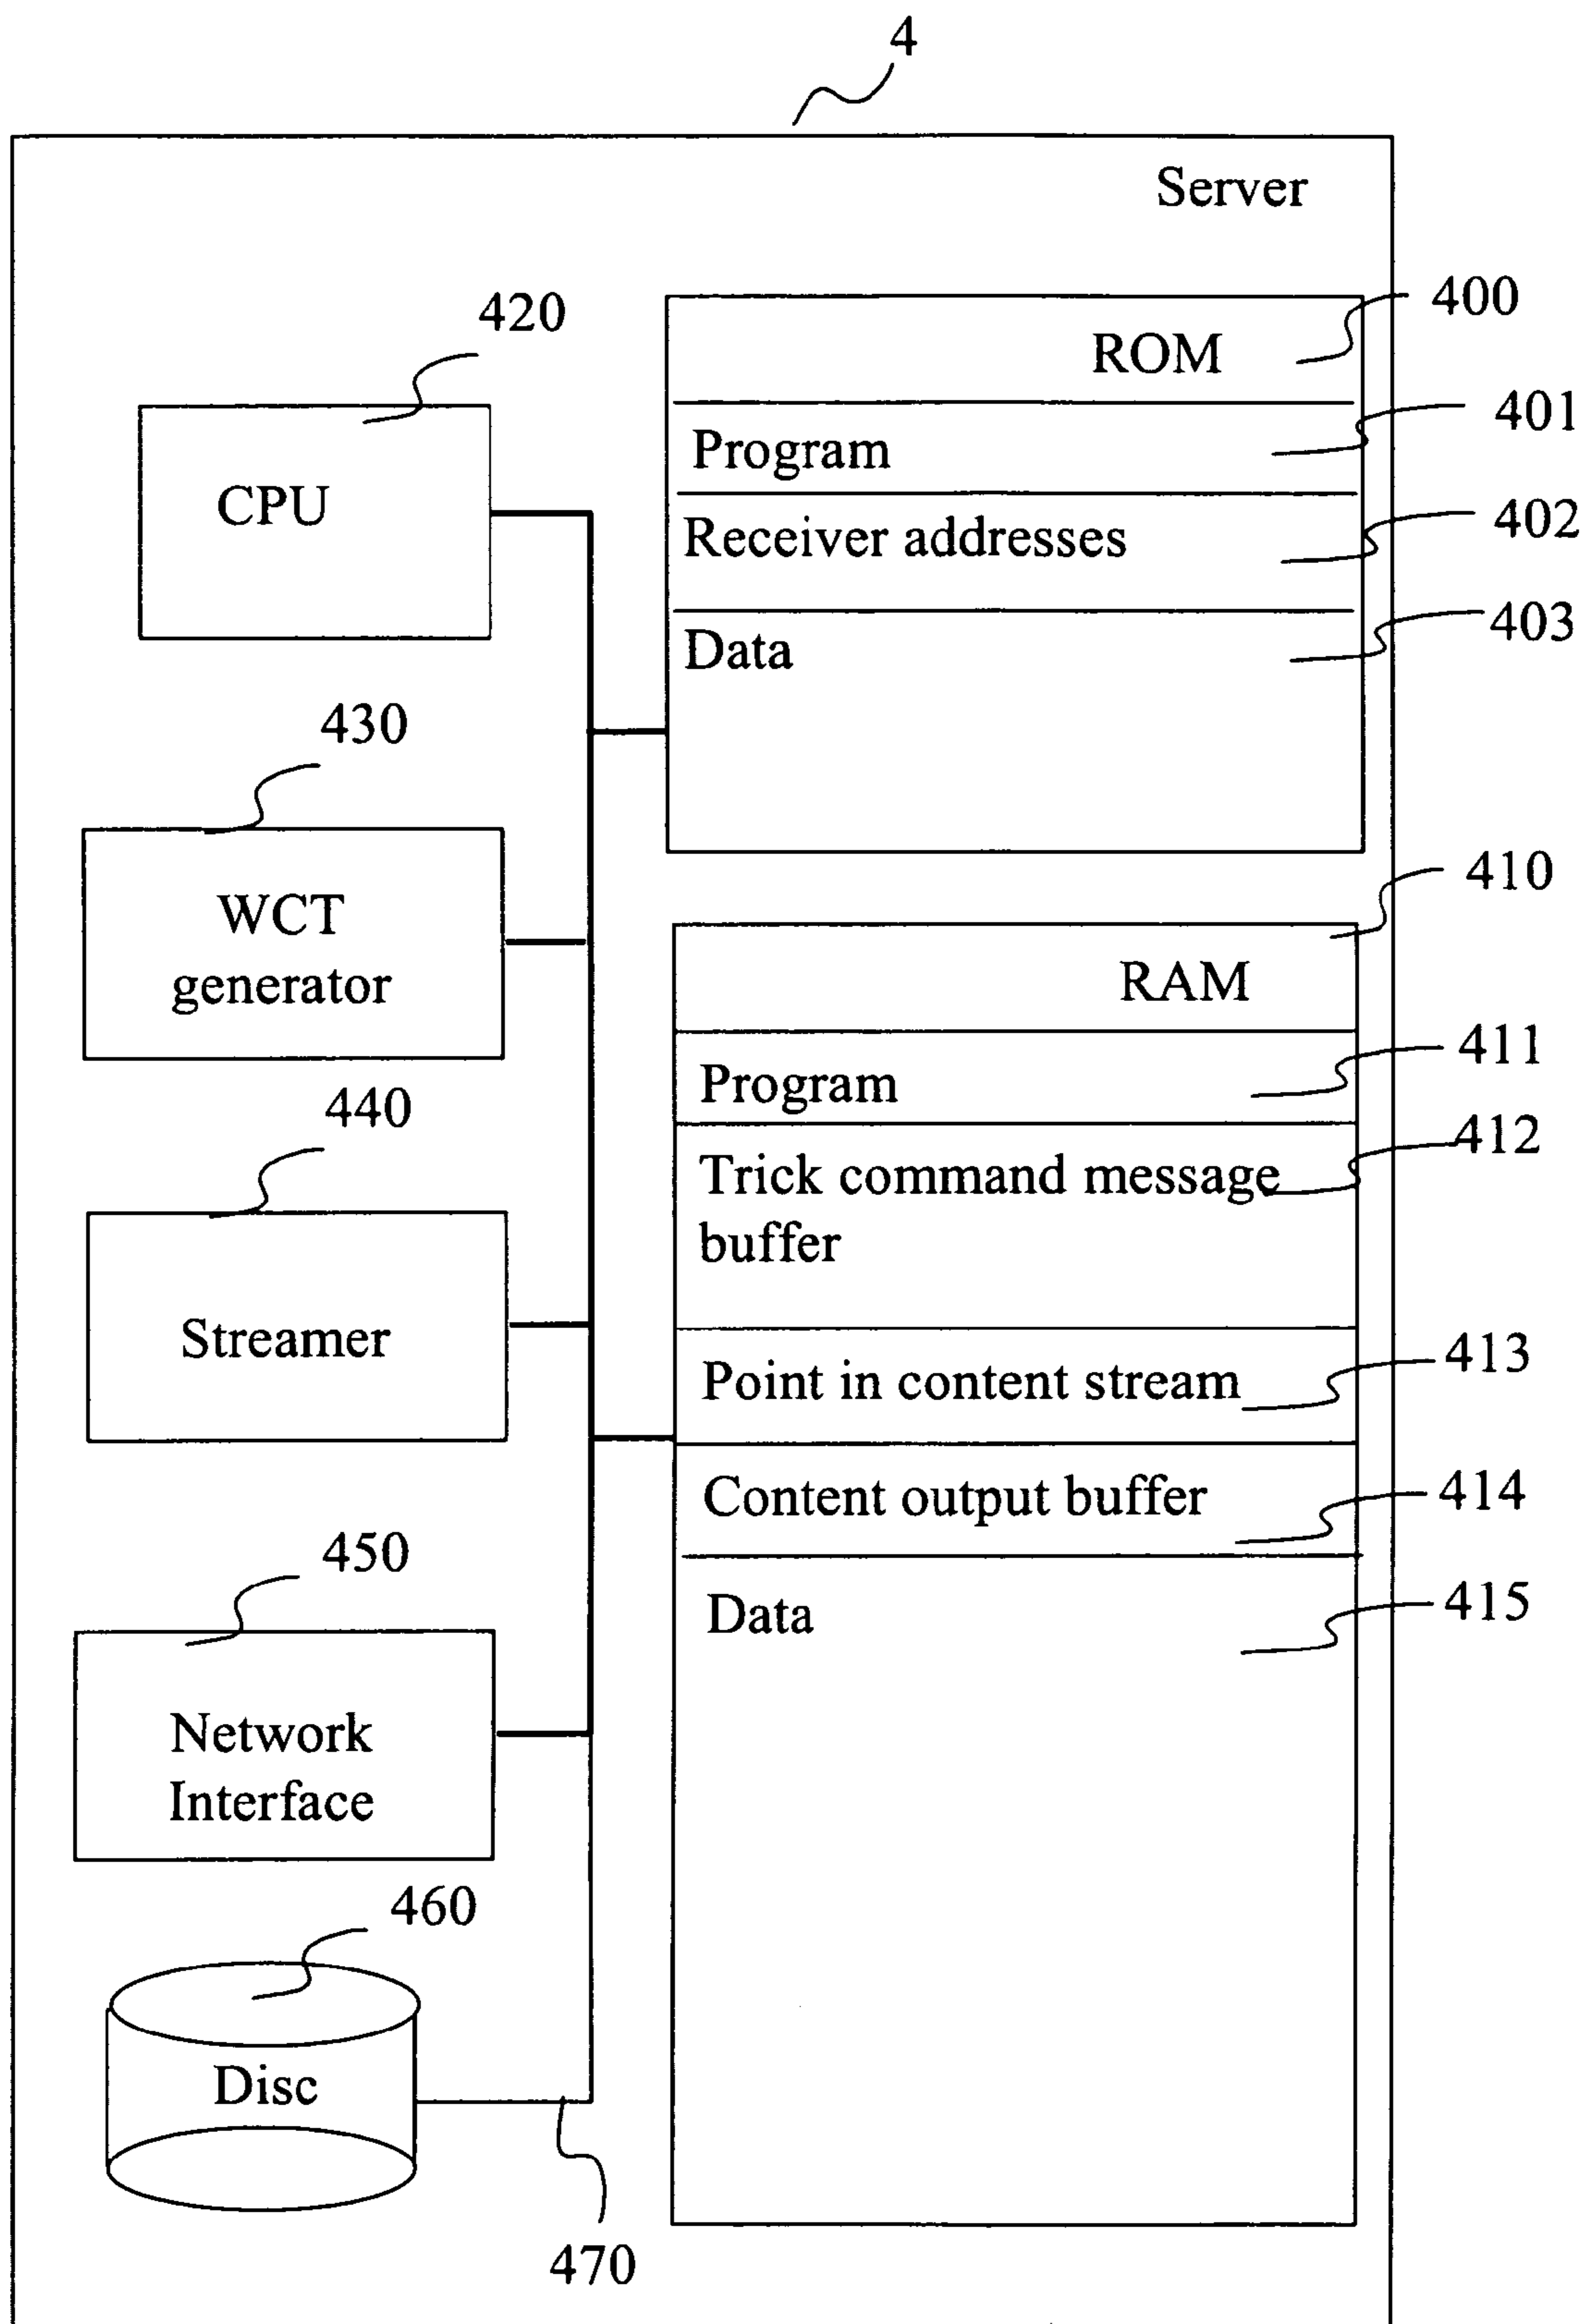 4
Server
400
ROM
401
Program
402
Receiver addresses
403
Data
420
CPU
430
WCT
generator
410
RAM
411
Program
412
Trick command message
buffer
413
Point in content stream
414
Content output buffer
415
Data
440
Streamer
450
Network
Interface
460
Disc
470